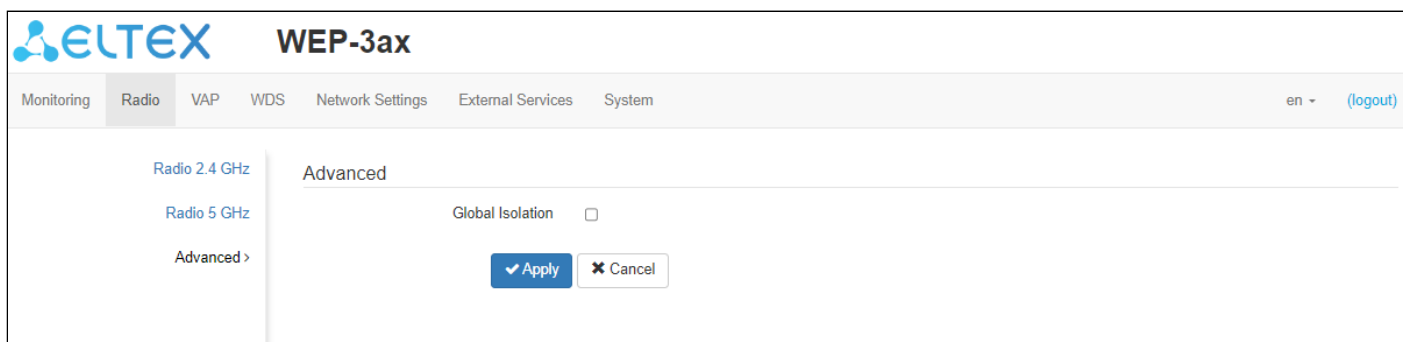 ELTEX WEP-3ax
Monitoring Radio VAP WDS Network Settings External Services System en (logout)
Radio 2.4 GHz
Radio 5 GHz
Advanced >
Advanced
Global Isolation
Apply Cancel